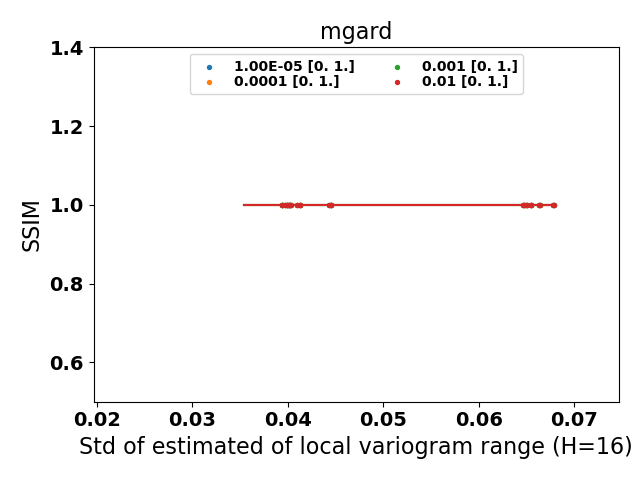 mgard
1.4
1.00E-05 [0. 1.] 0.001 [0. 1.]
0.0001 [0. 1.] 0.01 [0. 1.]
1.2
1.0
0.8
0.6
SSIM
0.02 0.03 0.04 0.05 0.06 0.07
Std of estimated of local variogram range (H=16)